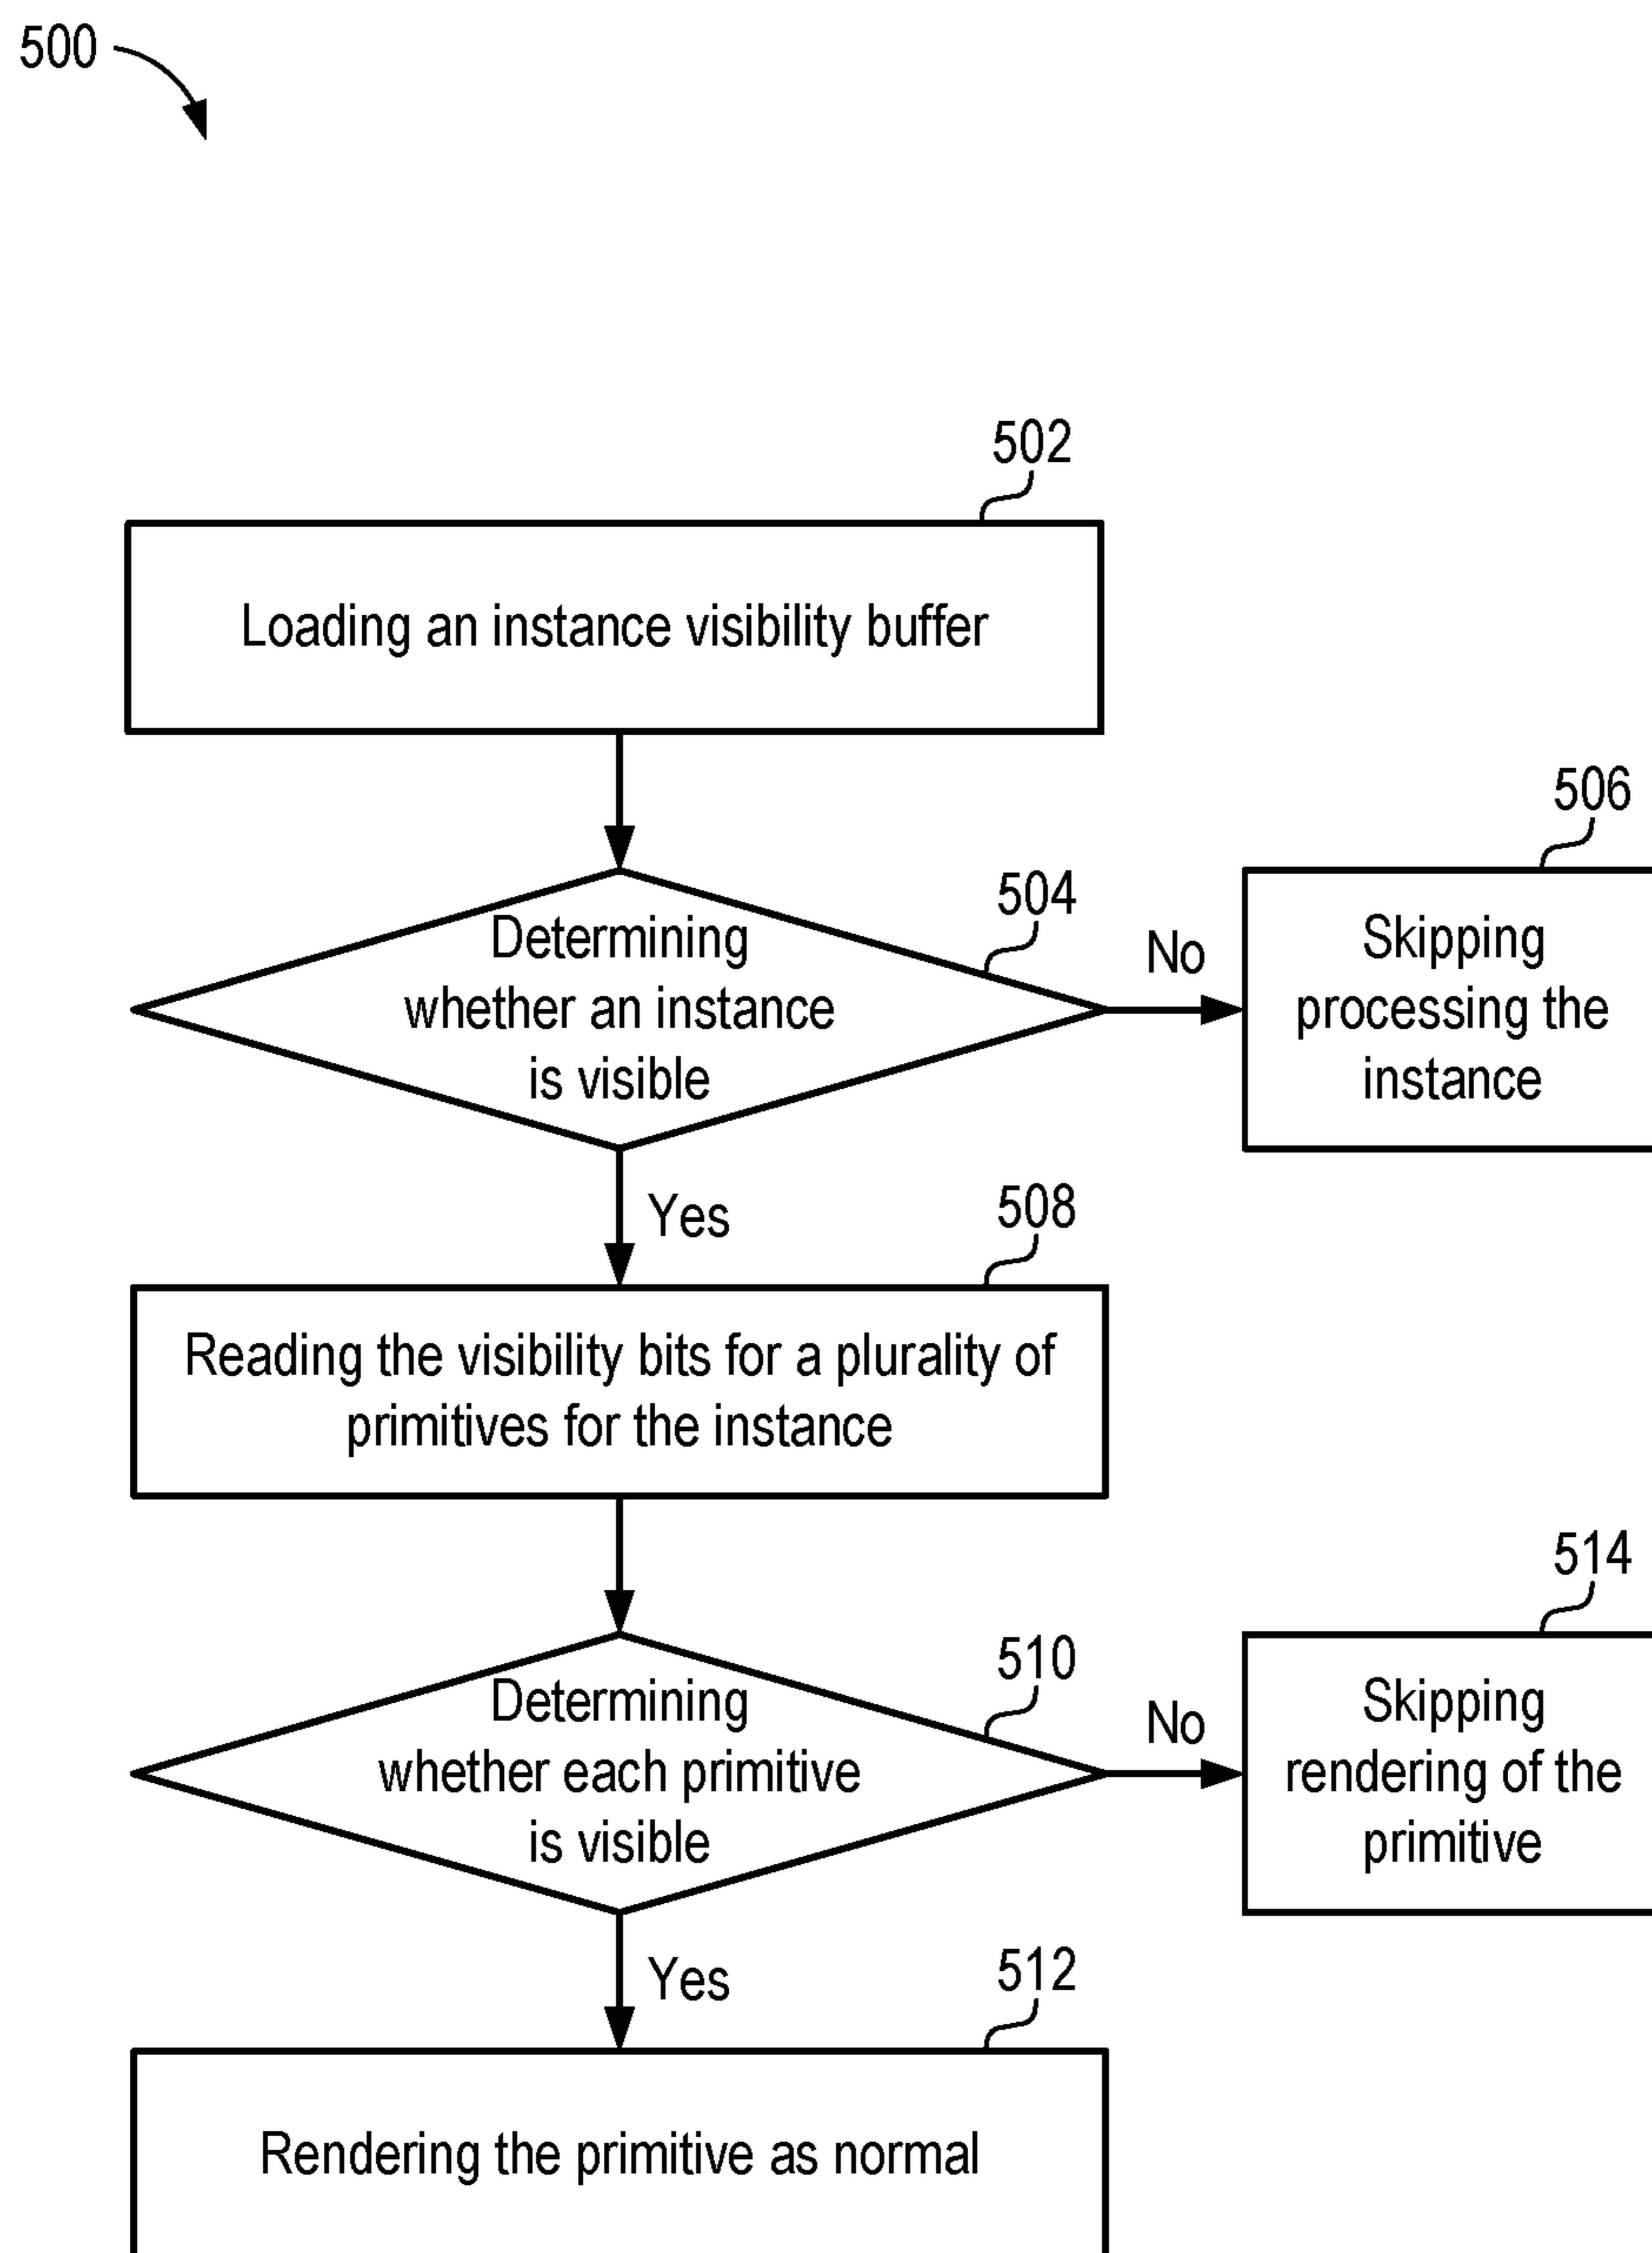 500
502
Loading an instance visibility buffer
504
Determining
whether an instance
is visible
No
506
Skipping
processing the
instance
Yes
508
Reading the visibility bits for a plurality of
primitives for the instance
510
Determining
whether each primitive
is visible
No
514
Skipping
rendering of the
primitive
Yes
512
Rendering the primitive as normal